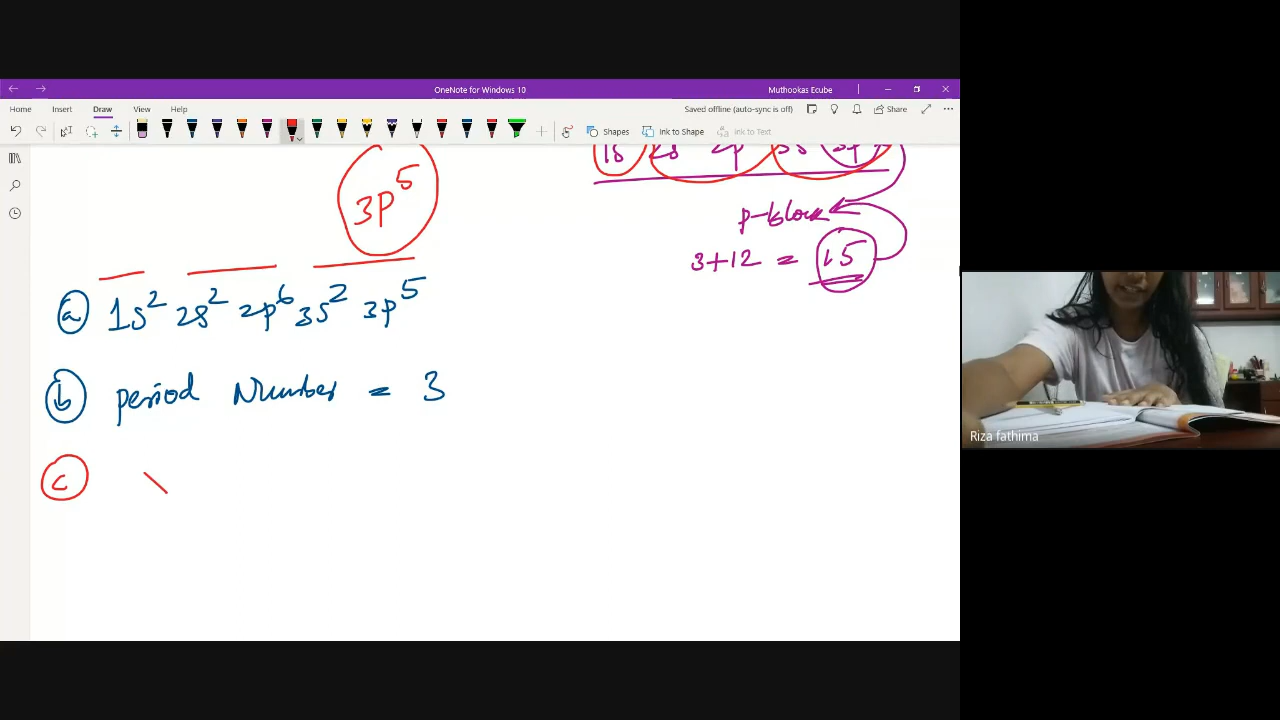 OneNote for Windows 10
Muthookas Ecube
Home Insert Draw View Help
Saved offline (auto-sync is off)
Share
Shapes
Ink to Shape
Ink to Text
3p⁵
p-block
3+12 = 15
a 1s² 2s² 2p⁶ 3s² 3p⁵
b period Number = 3
c
Riza fathima